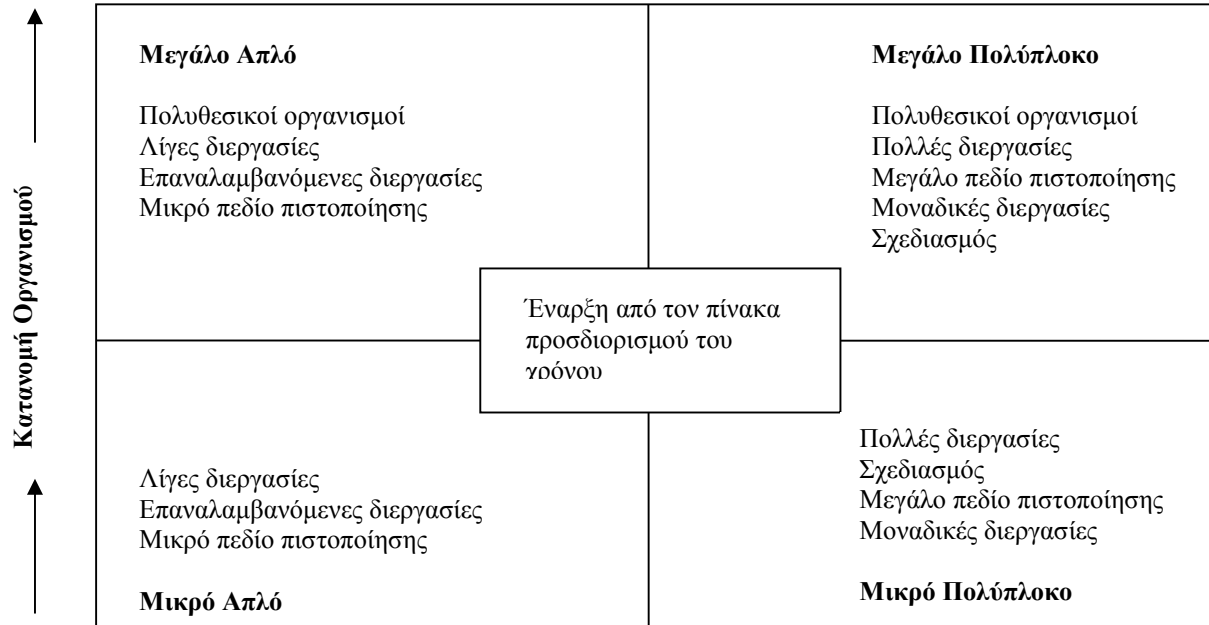 Κατανομή Οργανισμού
Μεγάλο Απλό
Πολυθεσικοί οργανισμοί
Λίγες διεργασίες
Επαναλαμβανόμενες διεργασίες
Μικρό πεδίο πιστοποίησης
Μεγάλο Πολύπλοκο
Πολυθεσικοί οργανισμοί
Πολλές διεργασίες
Μεγάλο πεδίο πιστοποίησης
Μοναδικές διεργασίες
Σχεδιασμός
Έναρξη από τον πίνακα
προσδιορισμού του
χρόνου
Λίγες διεργασίες
Επαναλαμβανόμενες διεργασίες
Μικρό πεδίο πιστοποίησης
Μικρό Απλό
Πολλές διεργασίες
Σχεδιασμός
Μεγάλο πεδίο πιστοποίησης
Μοναδικές διεργασίες
Μικρό Πολύπλοκο